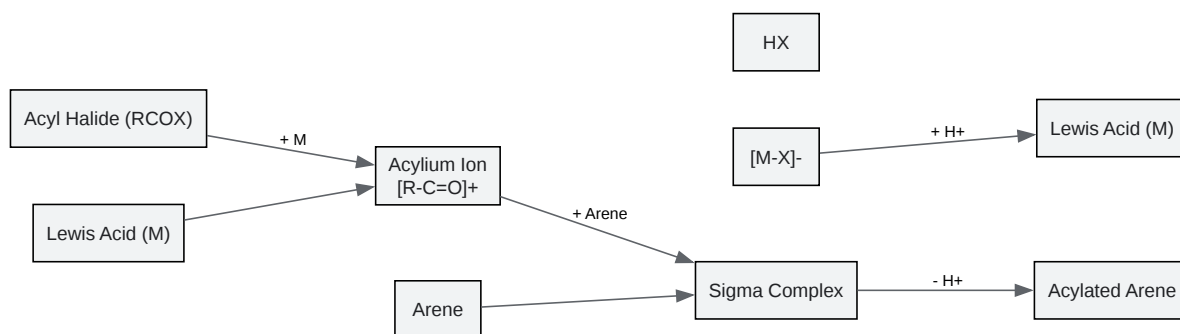 HX
Acyl Halide (RCOX)
+ M
Lewis Acid (M)
Acylium Ion
[R-C=O]+
+ Arene
Arene
[M-X]-
+ H+
Lewis Acid (M)
Sigma Complex
- H+
Acylated Arene